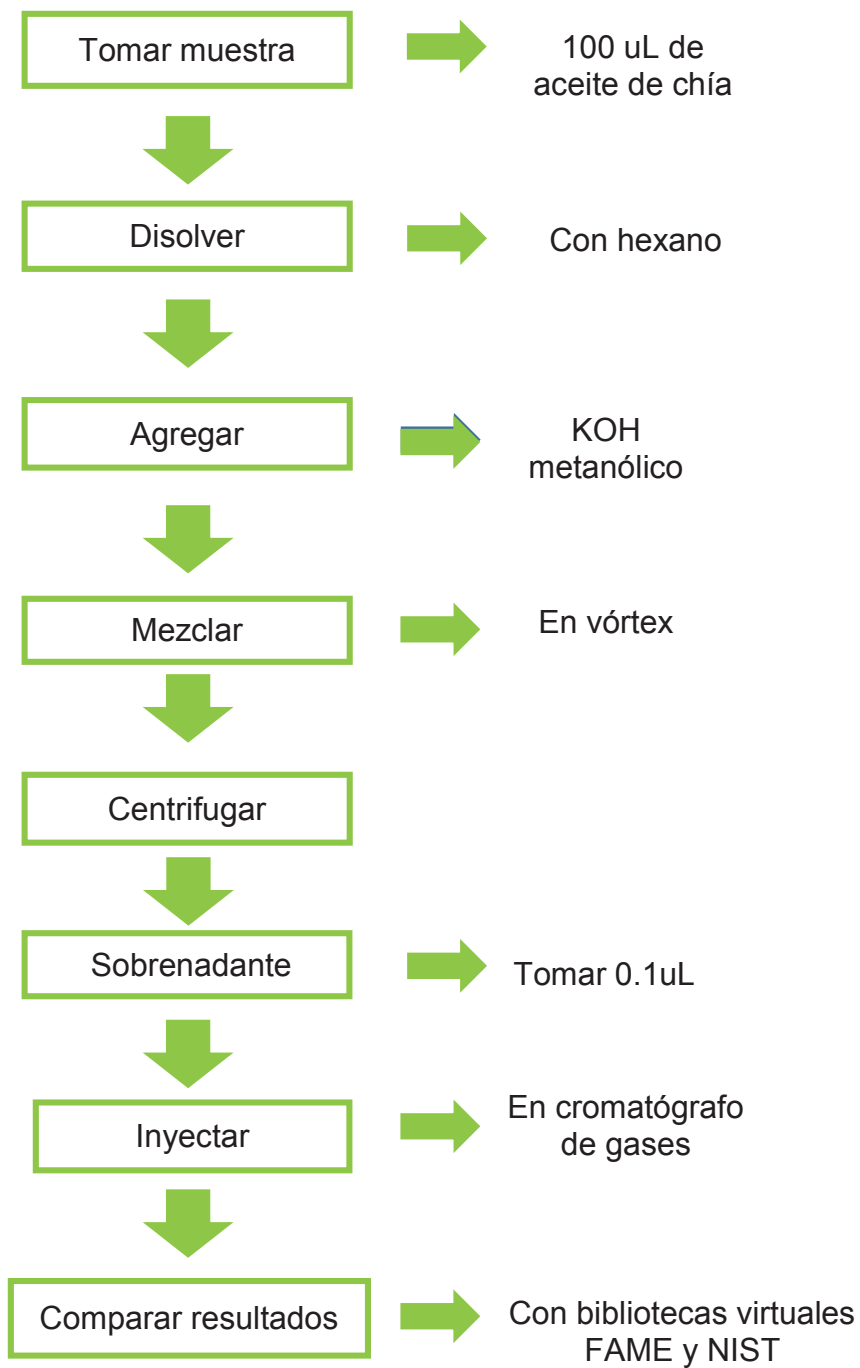 Tomar muestra
100 uL de
aceite de chía
Disolver
Con hexano
Agregar
KOH
metanólico
Mezclar
En vórtex
Centrifugar
Sobrenadante
Tomar 0.1uL
Inyectar
En cromatógrafo
de gases
Comparar resultados
Con bibliotecas virtuales
FAME y NIST